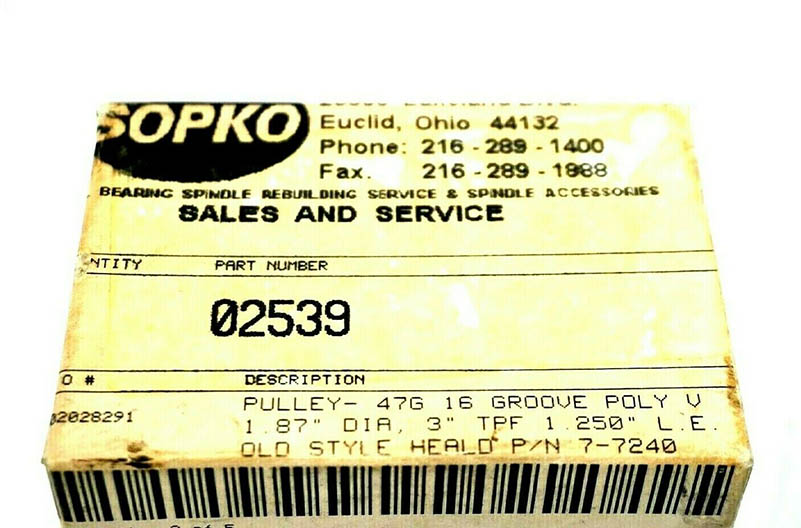 SOPKO
Euclid, Ohio 44132
Phone: 216-289-1400
Fax. 216-289-1988
BEARING SPINDLE REBUILDING SERVICE & SPINDLE ACCESSORIES
SALES AND SERVICE
NTITY PART NUMBER
02539
O # DESCRIPTION
02028291
PULLEY- 47G 16 GROOVE POLY V
1.87" DIA, 3" TPF 1.250" L.E.
OLD STYLE HEALD P/N 7-7240